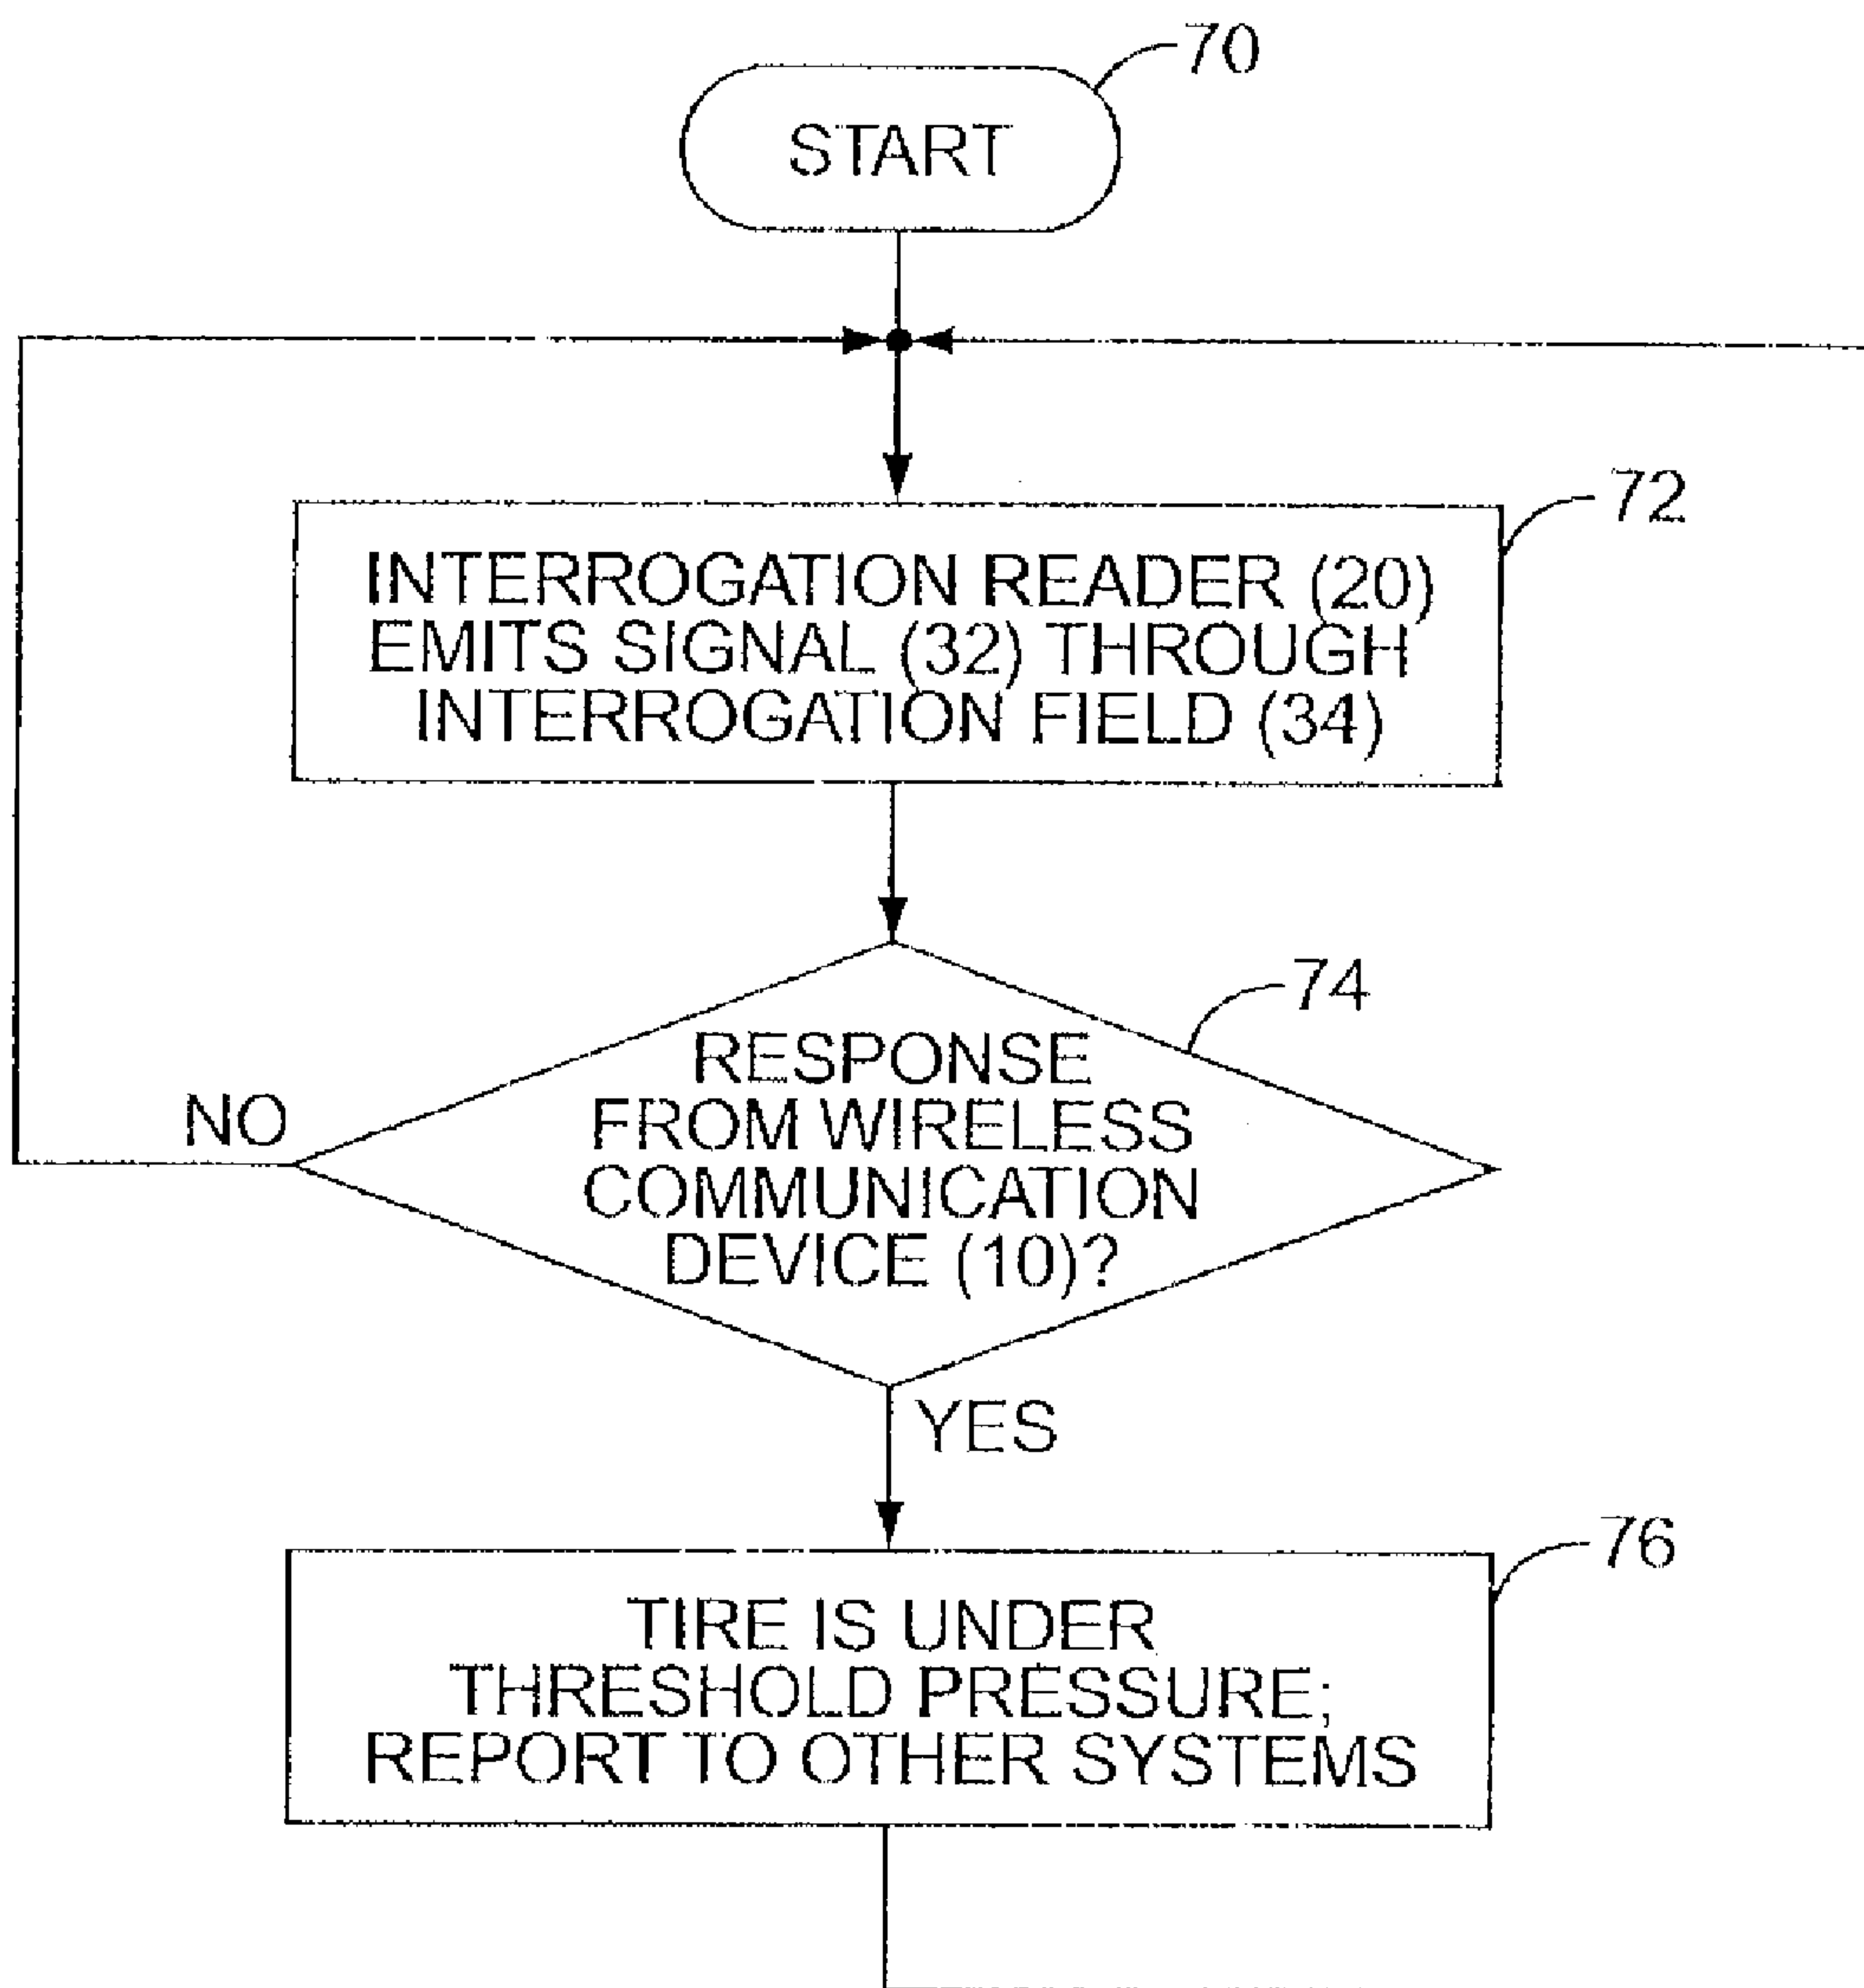 70
START
72
INTERROGATION READER (20)
EMITS SIGNAL (32) THROUGH
INTERROGATION FIELD (34)
74
RESPONSE
FROM WIRELESS
COMMUNICATION
DEVICE (10)?
NO
YES
76
TIRE IS UNDER
THRESHOLD PRESSURE;
REPORT TO OTHER SYSTEMS